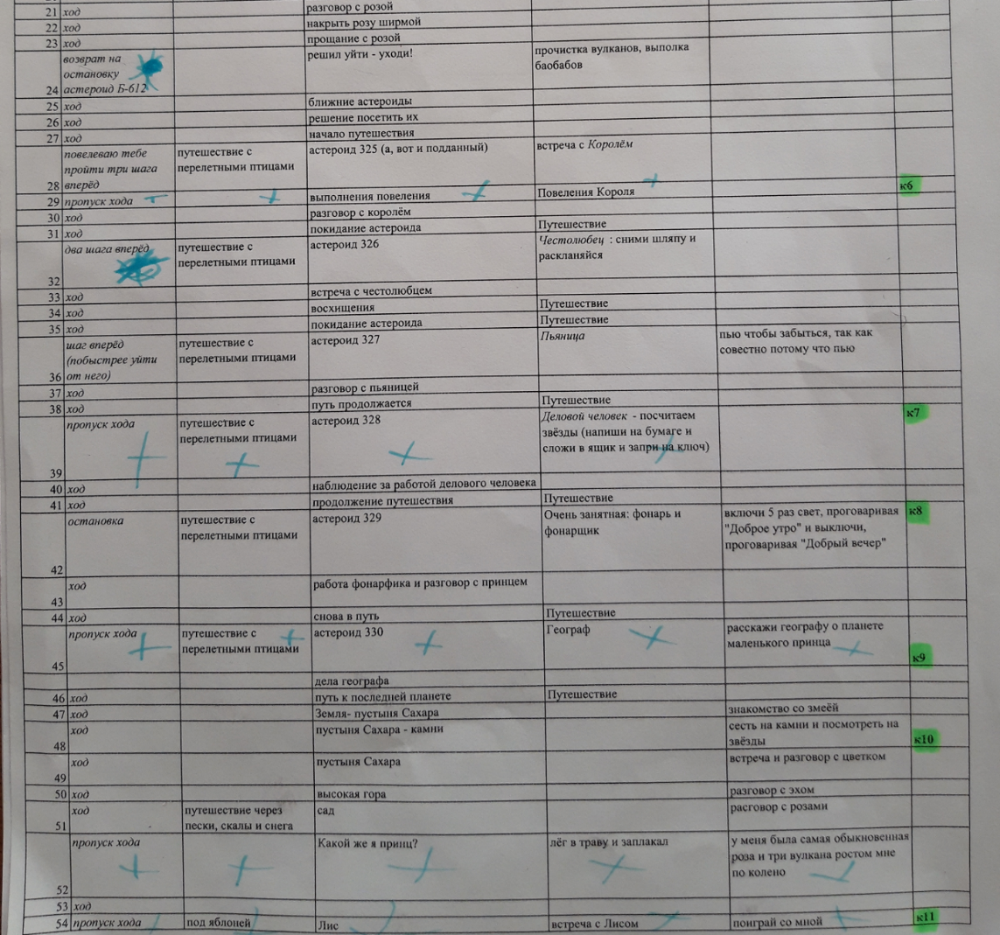 21 ход разговор с розой
22 ход накрыть розу ширмой
23 ход прощание с розой
возврат на решил уйти - уходи! прочистка вулканов, выполка
остановку баобабов
24 астероид Б-612
25 ход ближние астероиды
26 ход решение посетить их
27 ход начало путешествия
повелеваю тебе путешествие с астероид 325 (а, вот и подданный) встреча с Королём
пройти три шага перелетными птицами
28 вперёд к6
29 пропуск хода выполнения повеления Повеления Короля
30 ход разговор с королём
31 ход покидание астероида Путешествие
два шага вперёд путешествие с астероид 326 Честолюбец : сними шляпу и
перелетными птицами раскланяйся
32
33 ход встреча с честолюбцем
34 ход восхищения Путешествие
35 ход покидание астероида Путешествие
шаг вперёд путешествие с астероид 327 Пьяница пью чтобы забыться, так как
(побыстрее уйти перелетными птицами совестно потому что пью
36 от него)
37 ход разговор с пьяницей
38 ход путь продолжается Путешествие
пропуск хода путешествие с астероид 328 Деловой человек - посчитаем к7
перелетными птицами звёзды (напиши на бумаге и
сложи в ящик и запри на ключ)
39
40 ход наблюдение за работой делового человека
41 ход продолжение путешествия Путешествие
остановка путешествие с астероид 329 Очень занятная: фонарь и включи 5 раз свет, проговаривая к8
перелетными птицами фонарщик "Доброе утро" и выключи,
проговаривая "Добрый вечер"
42
ход работа фонарфика и разговор с принцем
43
44 ход снова в путь Путешествие
пропуск хода путешествие с астероид 330 Географ расскажи географу о планете
перелетными птицами маленького принца
45 к9
дела географа
46 ход путь к последней планете Путешествие
47 ход Земля- пустыня Сахара знакомство со змеёй
ход пустыня Сахара - камни сесть на камни и посмотреть на
48 звёзды к10
ход пустыня Сахара встреча и разговор с цветком
49
50 ход высокая гора разговор с эхом
ход путешествие через сад расговор с розами
51 пески, скалы и снега
пропуск хода Какой же я принц? лёг в траву и заплакал у меня была самая обыкновенная
роза и три вулкана ростом мне
по колено
52
53 ход
54 пропуск хода под яблоней Лис встреча с Лисом поиграй со мной к11